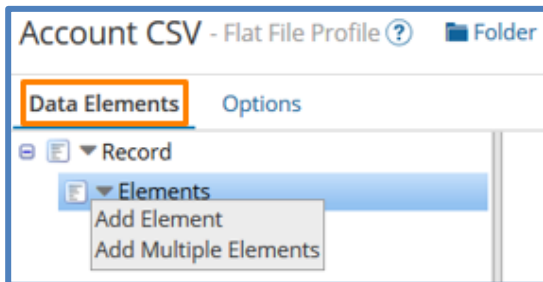 Account CSV - Flat File Profile ? Folder
Data Elements Options
Record
Elements
Add Element
Add Multiple Elements